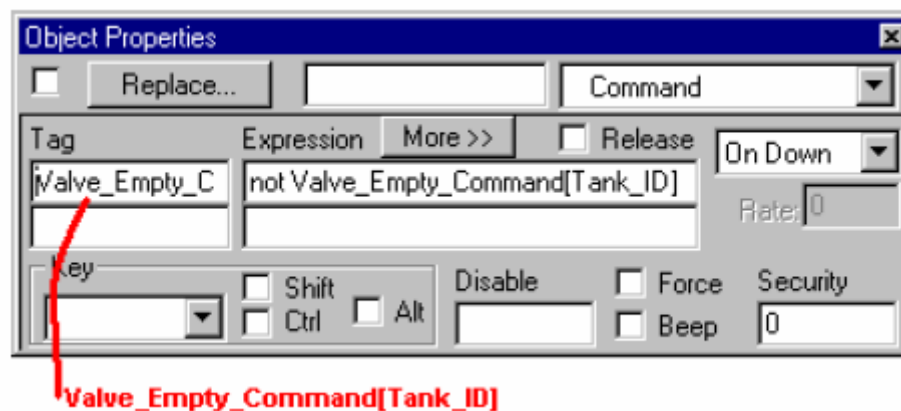 Object Properties
Replace... Command
Tag Expression More >> Release On Down
Valve_Empty_C not Valve_Empty_Command[Tank_ID]
Rate: 0
Key Shift Ctrl Alt Disable Force Beep Security 0
Valve_Empty_Command[Tank_ID]